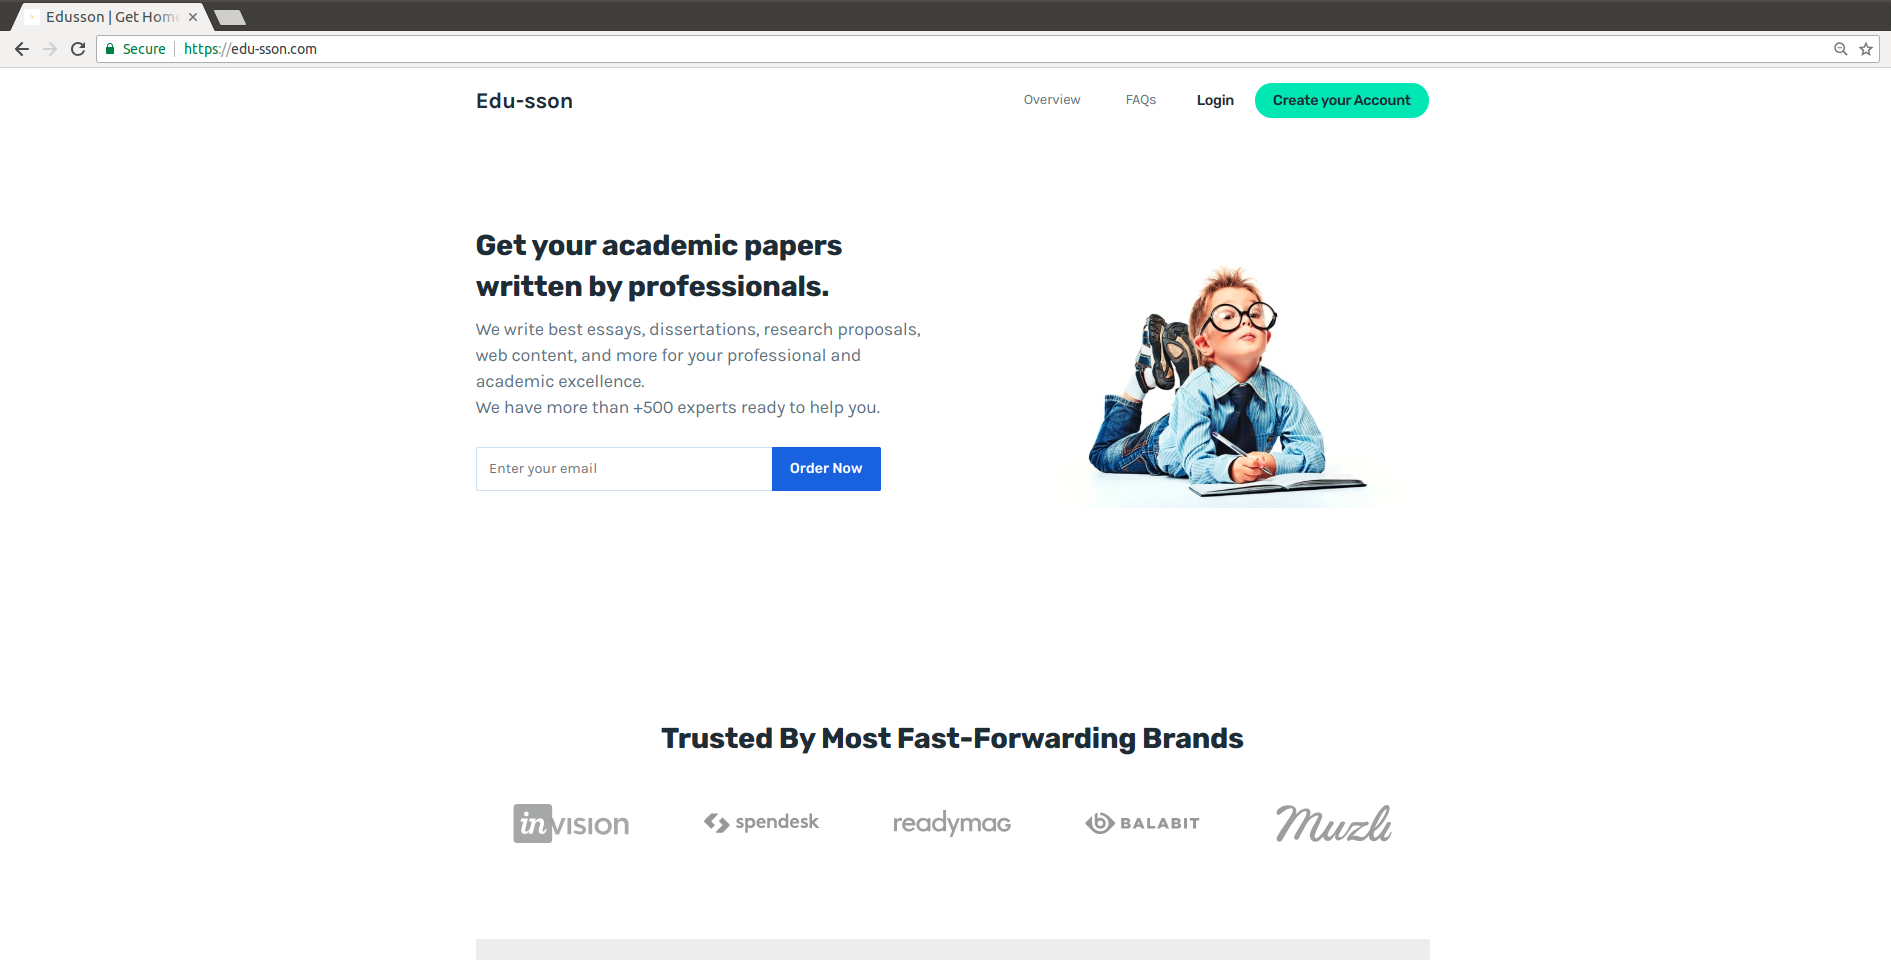 Edusson | Get Home
Secure
https://edu-sson.com
Edu-sson
Overview
FAQs
Login
Create your Account
Get your academic papers
written by professionals.
We write best essays, dissertations, research proposals,
web content, and more for your professional and
academic excellence.
We have more than +500 experts ready to help you.
Enter your email
Order Now
Trusted By Most Fast-Forwarding Brands
inVISION
spendesk
readymag
BALABIT
Muzli